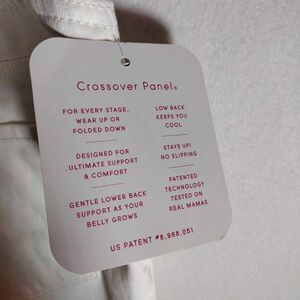 Crossover Panel®
FOR EVERY STAGE.
WEAR UP OR
FOLDED DOWN
DESIGNED FOR
ULTIMATE SUPPORT
& COMFORT
GENTLE LOWER BACK
SUPPORT AS YOUR
BELLY GROWS
LOW BACK
KEEPS YOU
COOL
STAYS UP!
NO SLIPPING
PATENTED
TECHNOLOGY
TESTED ON
REAL MAMAS
US PATENT #8,968,051